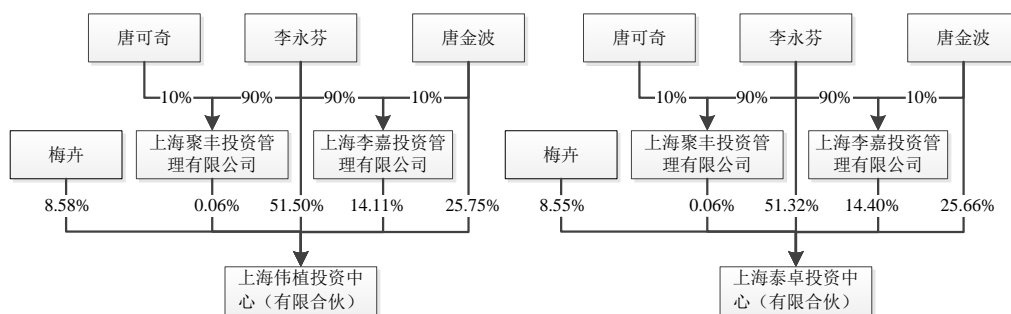 唐可奇 李永芬 唐金波 唐可奇 李永芬 唐金波
10% 90% 90% 10% 10% 90% 90% 10%
梅卉
上海聚丰投资管
理有限公司
上海李嘉投资管
理有限公司
梅卉
上海聚丰投资管
理有限公司
上海李嘉投资管
理有限公司
8.58% 0.06% 51.50% 14.11% 25.75% 8.55% 0.06% 51.32% 14.40% 25.66%
上海伟植投资中
心（有限合伙）
上海泰卓投资中
心（有限合伙）